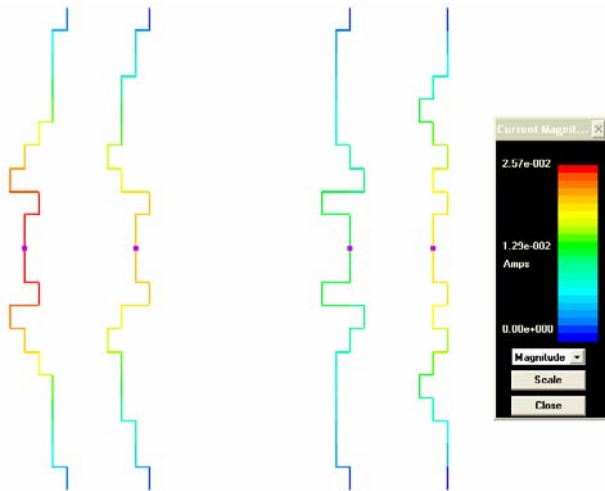 Current Magnit...
2.57e-002
1.29e-002
Amps
0.00e+000
Magnitude
Scale
Close